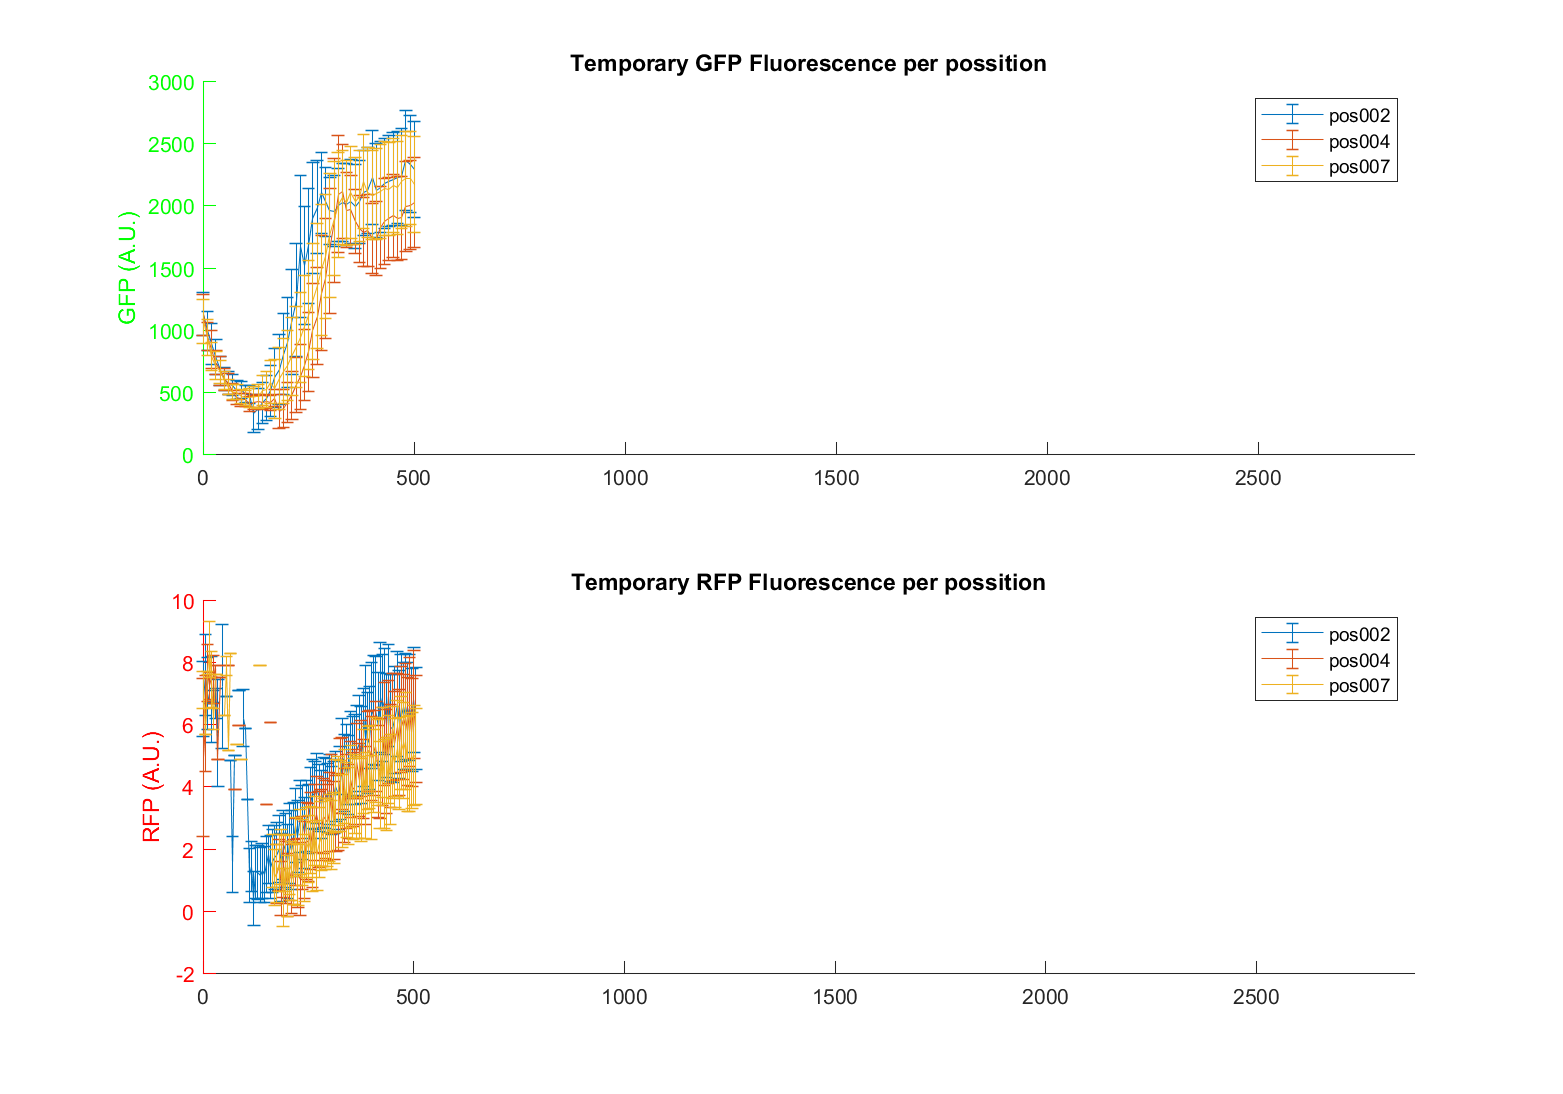 Temporary GFP Fluorescence per possition
3000
2500
2000
1500
1000
500
0
GFP (A.U.)
pos002
pos004
pos007
0 500 1000 1500 2000 2500
Temporary RFP Fluorescence per possition
10
8
6
4
2
0
-2
RFP (A.U.)
pos002
pos004
pos007
0 500 1000 1500 2000 2500